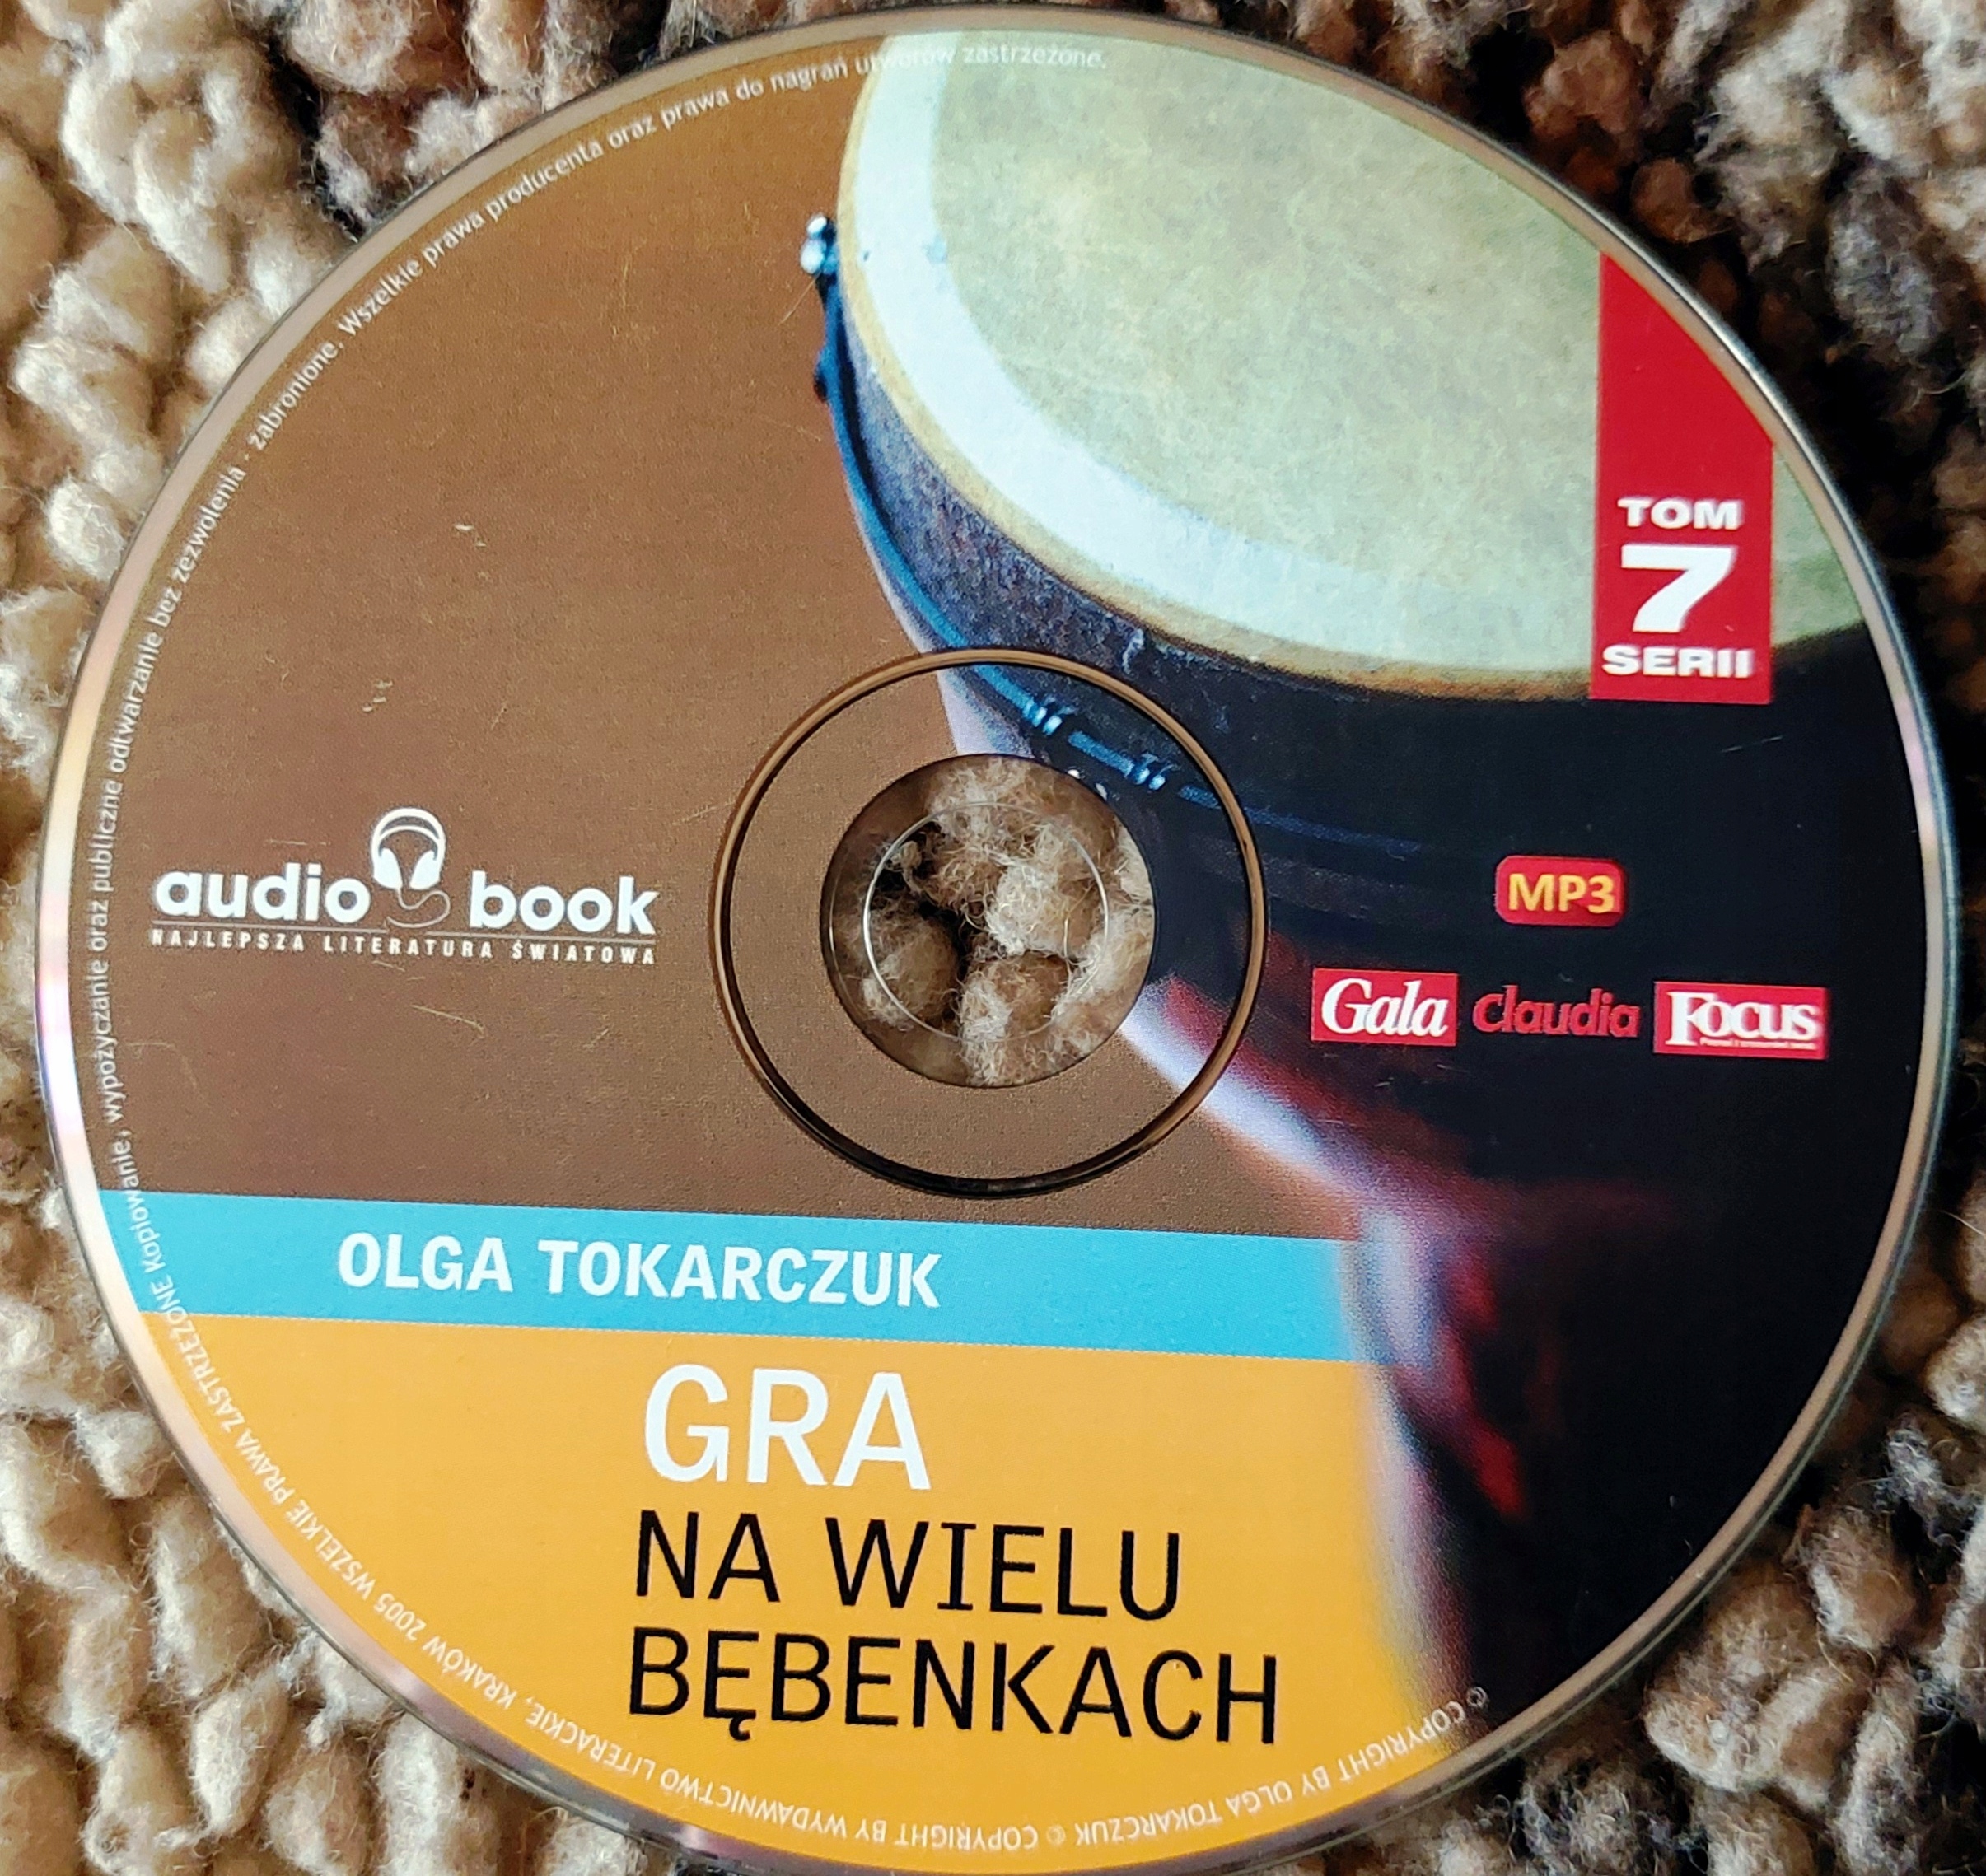 TOM
7
SERII
audio book
NAJLEPSZA LITERATURA ŚWIATOWA
MP3
Gala claudia Focus
OLGA TOKARCZUK
GRA
NA WIELU
BĘBENKACH
© COPYRIGHT BY OLGA TOKARCZUK © COPYRIGHT BY WYDAWNICTWO LITERACKIE, KRAKÓW 2005 WSZELKIE PRAWA ZASTRZEŻONE Kopiowanie, wypożyczanie oraz publiczne odtwarzanie bez zezwolenia - zabronione. Wszelkie prawa producenta oraz prawa do nagrań utworów zastrzeżone.